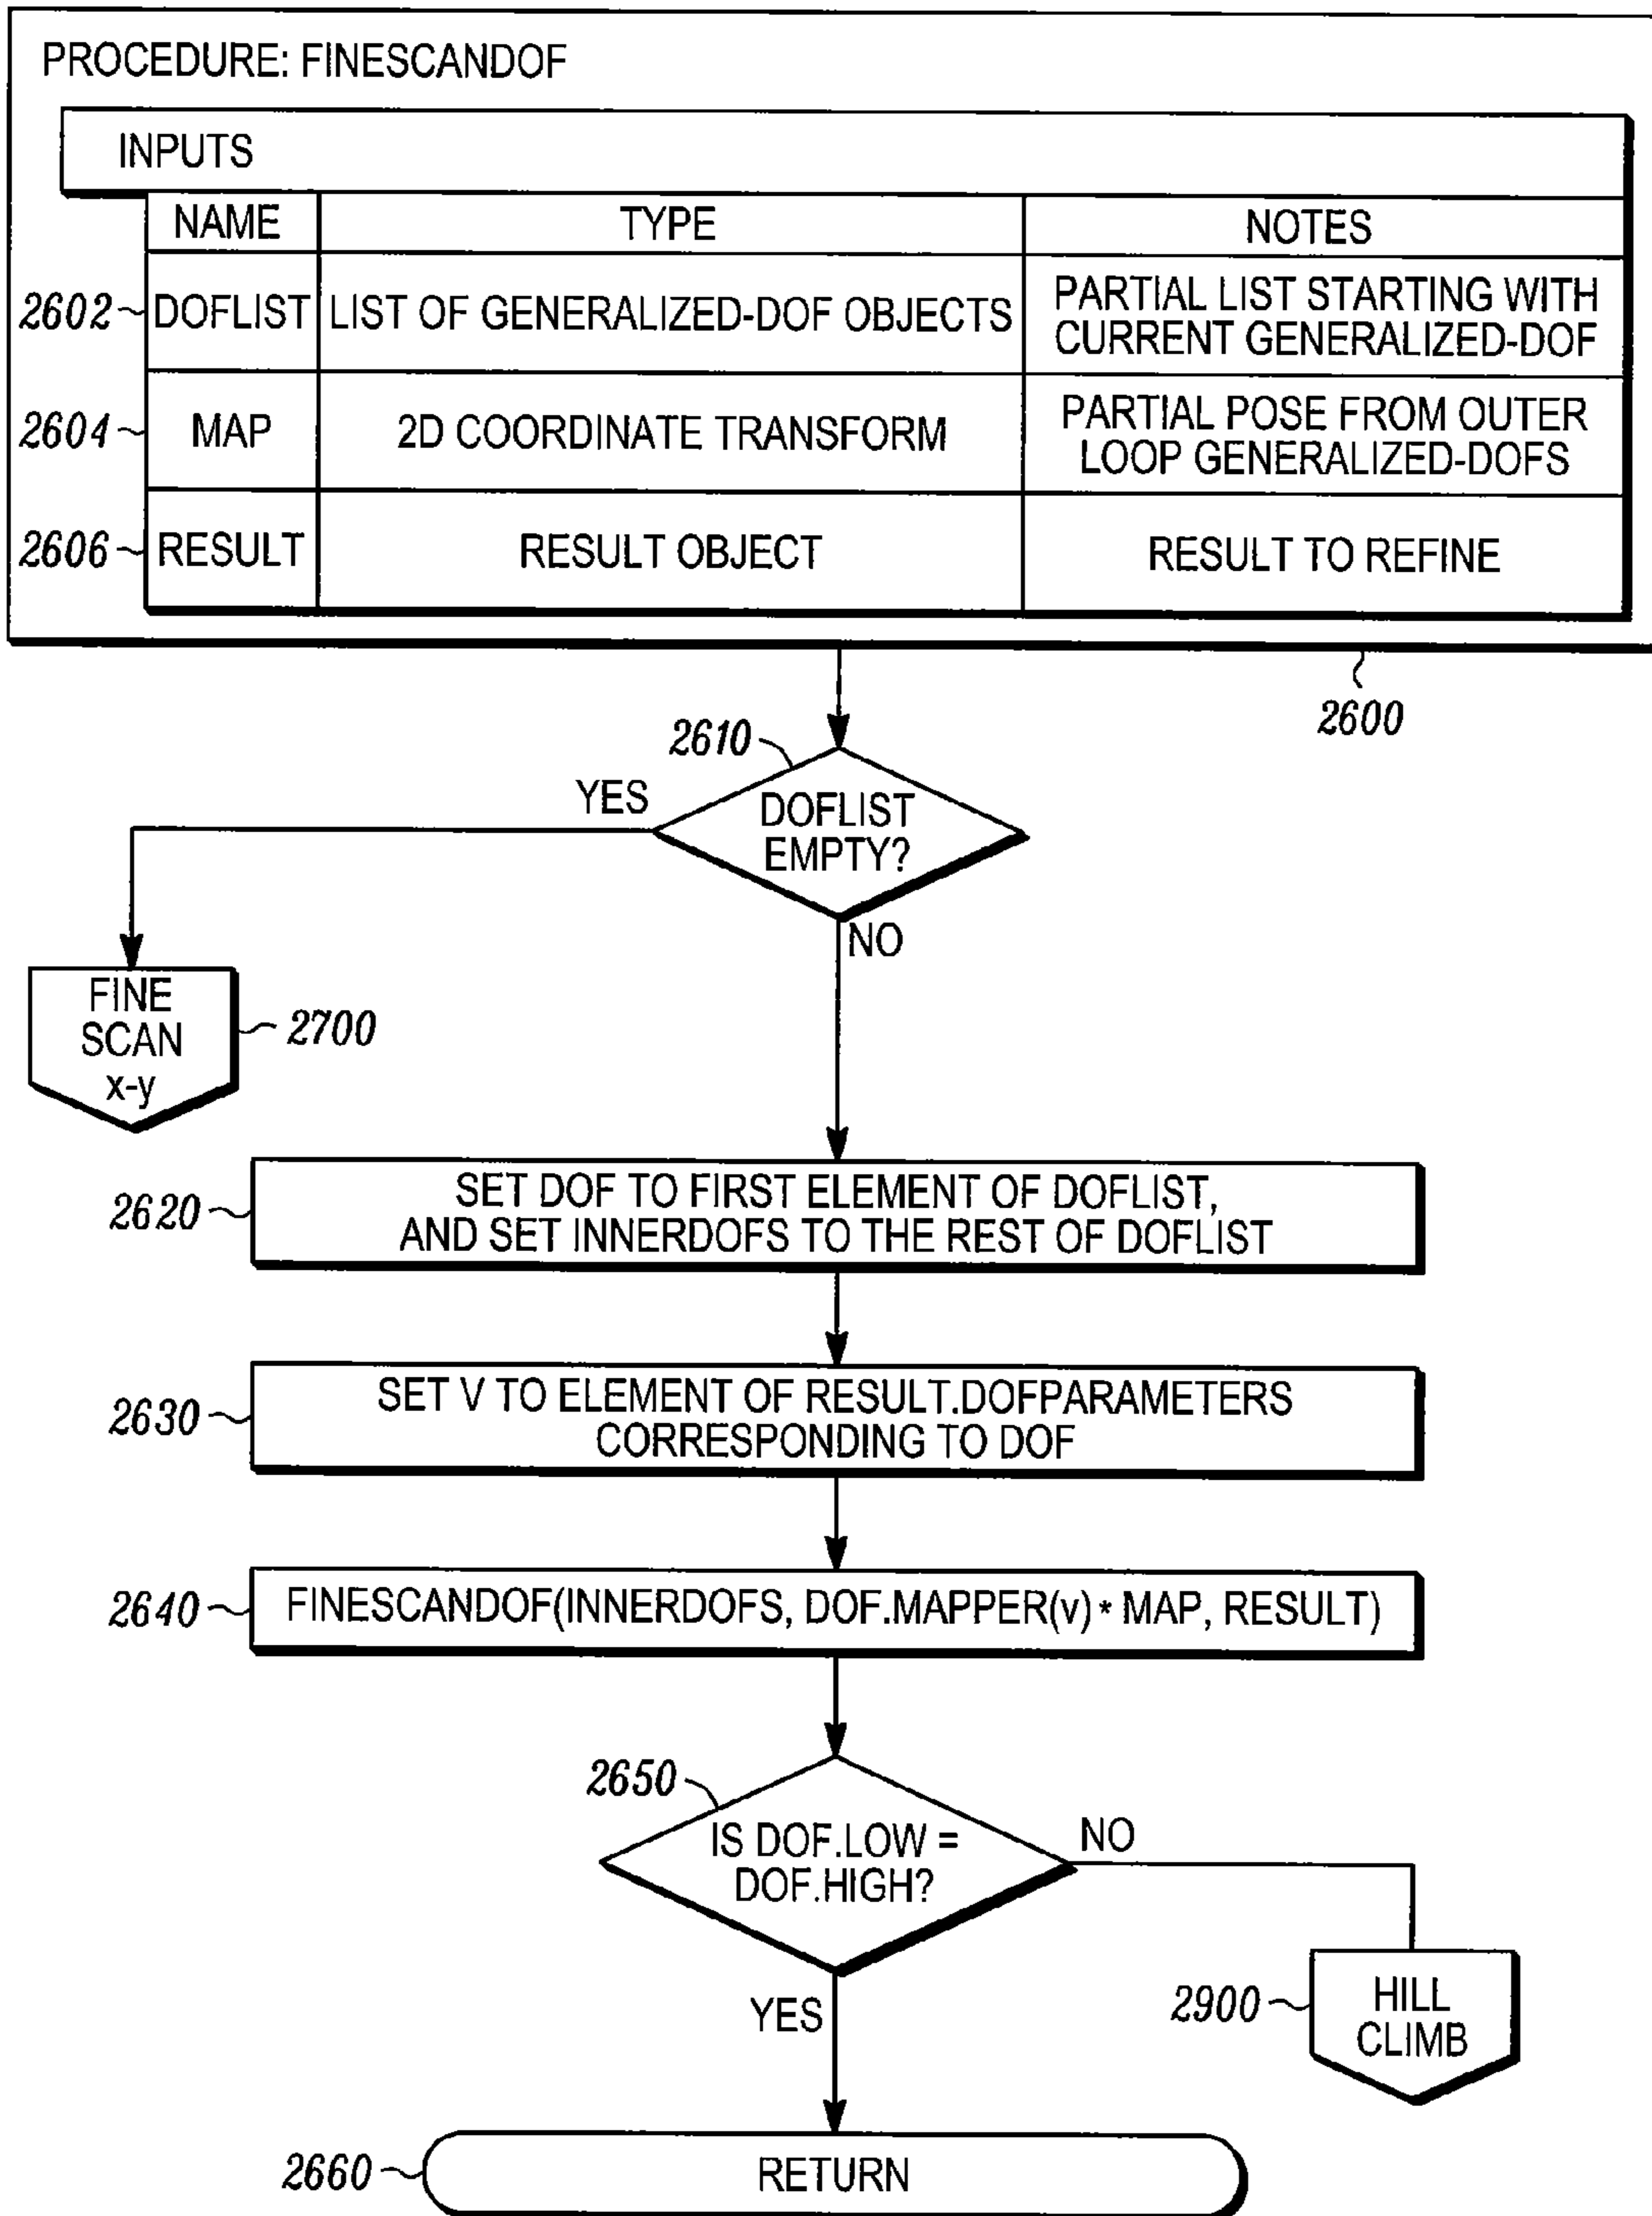 PROCEDURE: FINESCANDOF
INPUTS
NAME TYPE NOTES
2602 DOFLIST LIST OF GENERALIZED-DOF OBJECTS PARTIAL LIST STARTING WITH
CURRENT GENERALIZED-DOF
2604 MAP 2D COORDINATE TRANSFORM PARTIAL POSE FROM OUTER
LOOP GENERALIZED-DOFS
2606 RESULT RESULT OBJECT RESULT TO REFINE
2600
2610
YES
DOFLIST
EMPTY?
NO
FINE
SCAN
x-y
2700
2620
SET DOF TO FIRST ELEMENT OF DOFLIST,
AND SET INNERDOFS TO THE REST OF DOFLIST
2630
SET V TO ELEMENT OF RESULT.DOFPARAMETERS
CORRESPONDING TO DOF
2640
FINESCANDOF(INNERDOFS, DOF.MAPPER(v) * MAP, RESULT)
2650
IS DOF.LOW =
DOF.HIGH?
NO
YES
2900
HILL
CLIMB
2660
RETURN